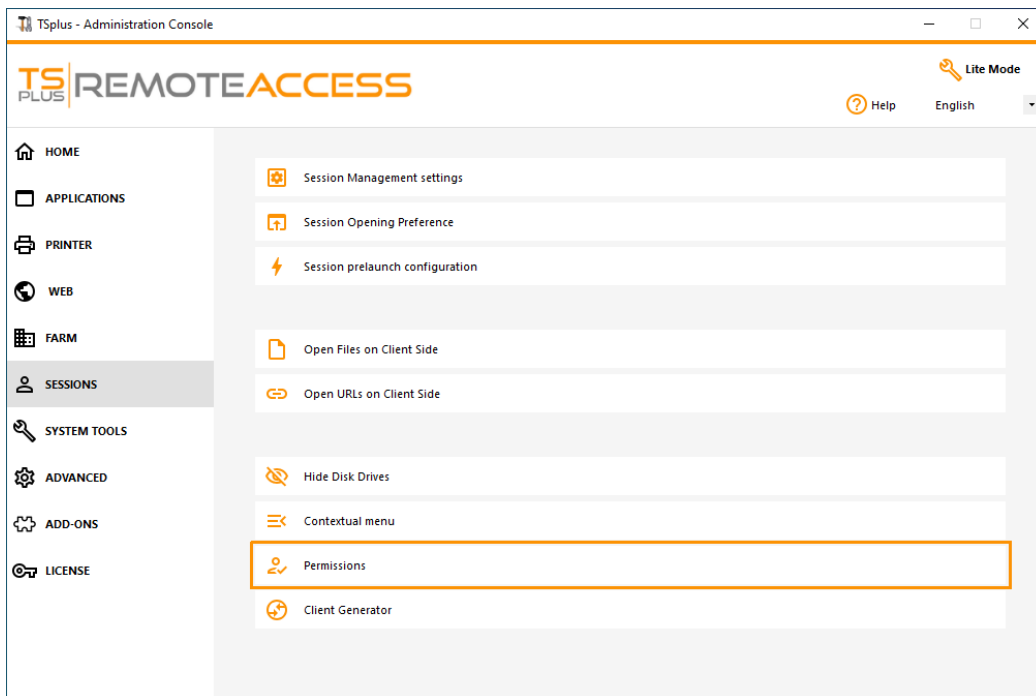 TSplus - Administration Console
TS PLUS REMOTEACCESS
Lite Mode
Help
English
HOME
APPLICATIONS
PRINTER
WEB
FARM
SESSIONS
SYSTEM TOOLS
ADVANCED
ADD-ONS
LICENSE
Session Management settings
Session Opening Preference
Session prelaunch configuration
Open Files on Client Side
Open URLs on Client Side
Hide Disk Drives
Contextual menu
Permissions
Client Generator